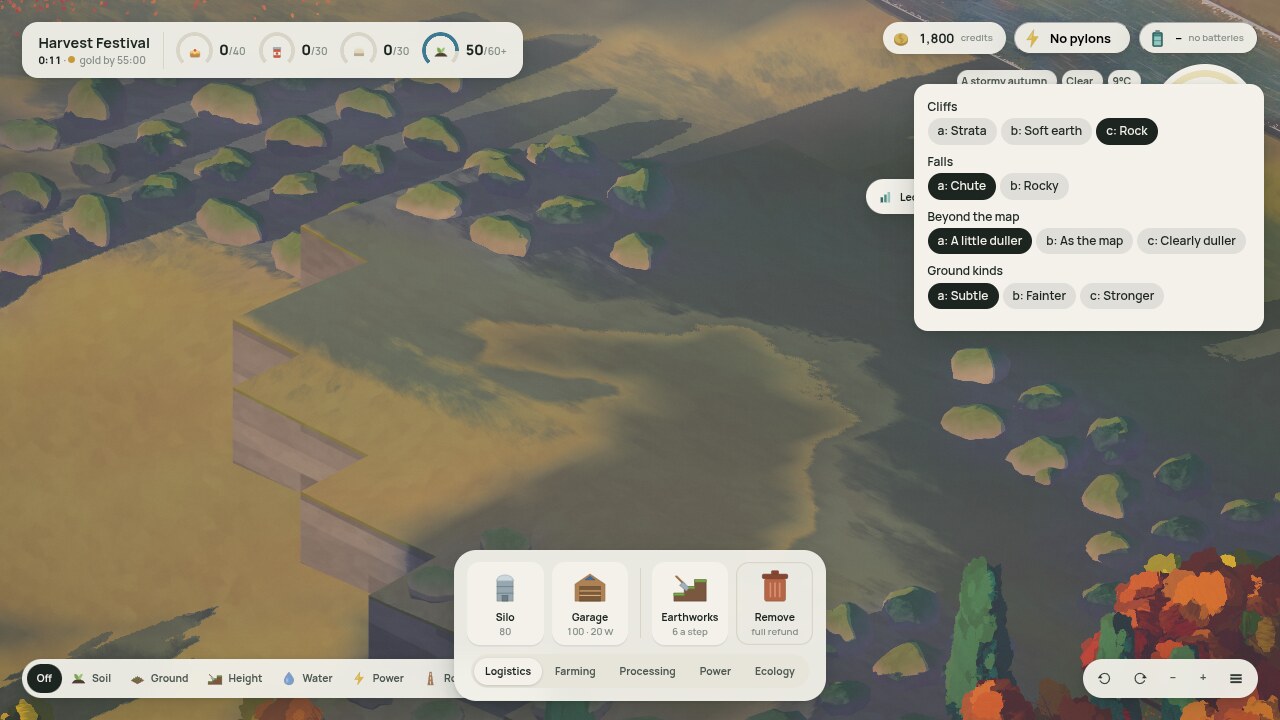 Harvest Festival
0:11 · gold by 55:00
0/40
0/30
0/30
50/60+
1,800 credits
No pylons
– no batteries
A stormy autumn
Clear
9°C
Cliffs
a: Strata
b: Soft earth
c: Rock
Falls
a: Chute
b: Rocky
Beyond the map
a: A little duller
b: As the map
c: Clearly duller
Ground kinds
a: Subtle
b: Fainter
c: Stronger
Silo
80
Garage
100 · 20 W
Earthworks
6 a step
Remove
full refund
Logistics
Farming
Processing
Power
Ecology
Off
Soil
Ground
Height
Water
Power
− +